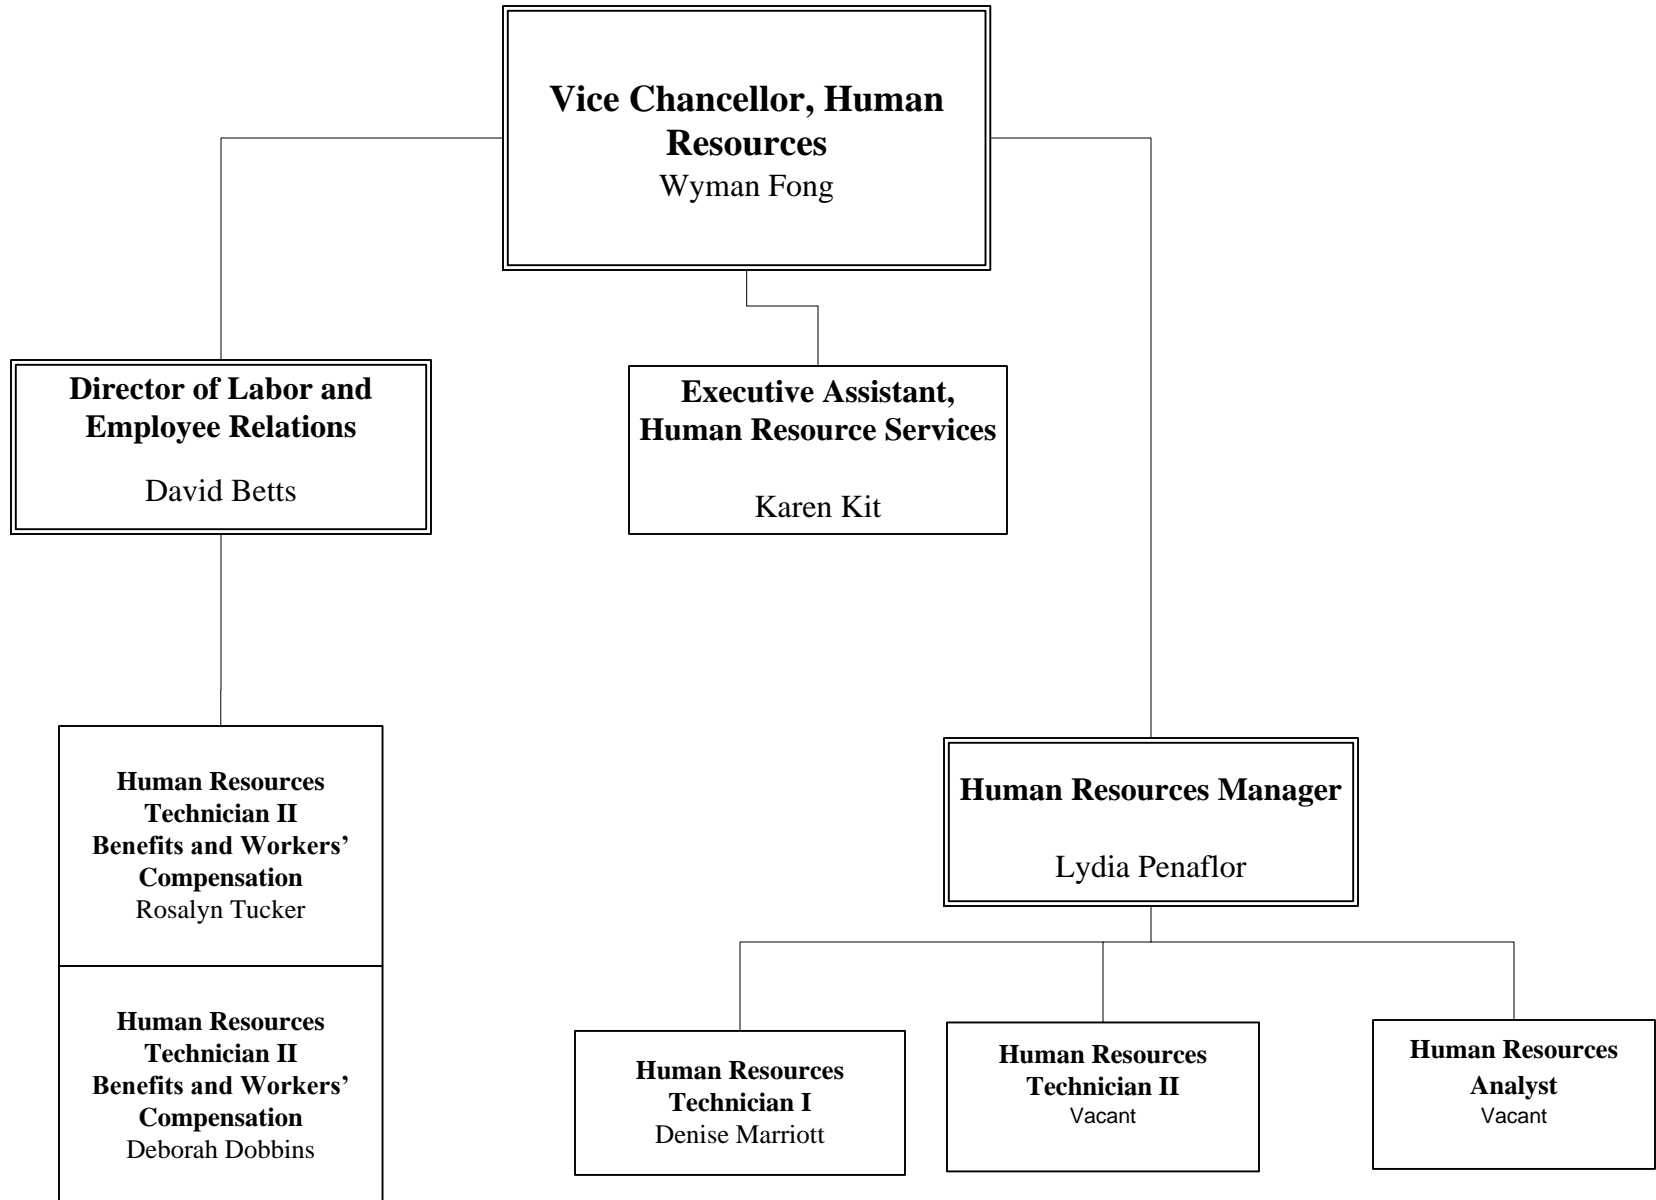 Vice Chancellor, Human
Resources
Wyman Fong
Director of Labor and
Employee Relations
David Betts
Executive Assistant,
Human Resource Services
Karen Kit
Human Resources
Technician II
Benefits and Workers’
Compensation
Rosalyn Tucker
Human Resources
Technician II
Benefits and Workers’
Compensation
Deborah Dobbins
Human Resources Manager
Lydia Penaflor
Human Resources
Technician I
Denise Marriott
Human Resources
Technician II
Vacant
Human Resources
Analyst
Vacant